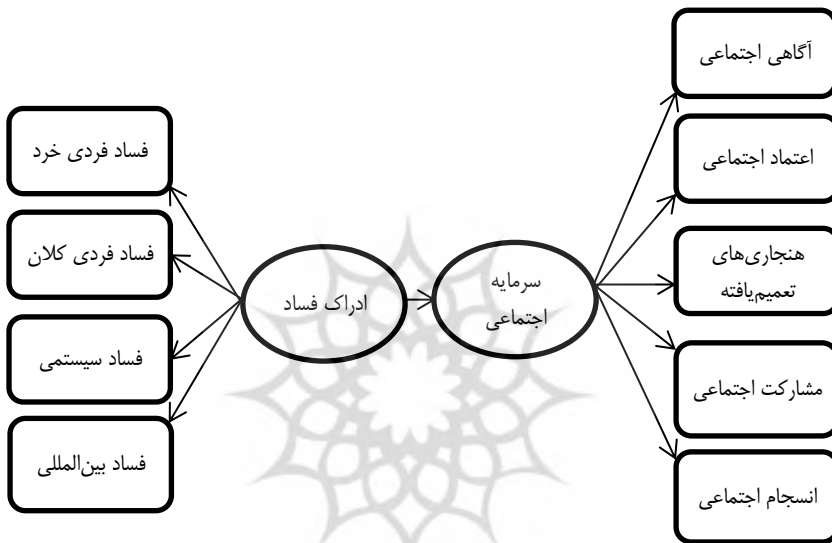 آگاهی اجتماعی
اعتماد اجتماعی
هنجاری‌های
تعمیم‌یافته
مشارکت اجتماعی
انسجام اجتماعی
سرمایه
اجتماعی
ادراک فساد
فساد فردی خرد
فساد فردی کلان
فساد سیستمی
فساد بین‌المللی